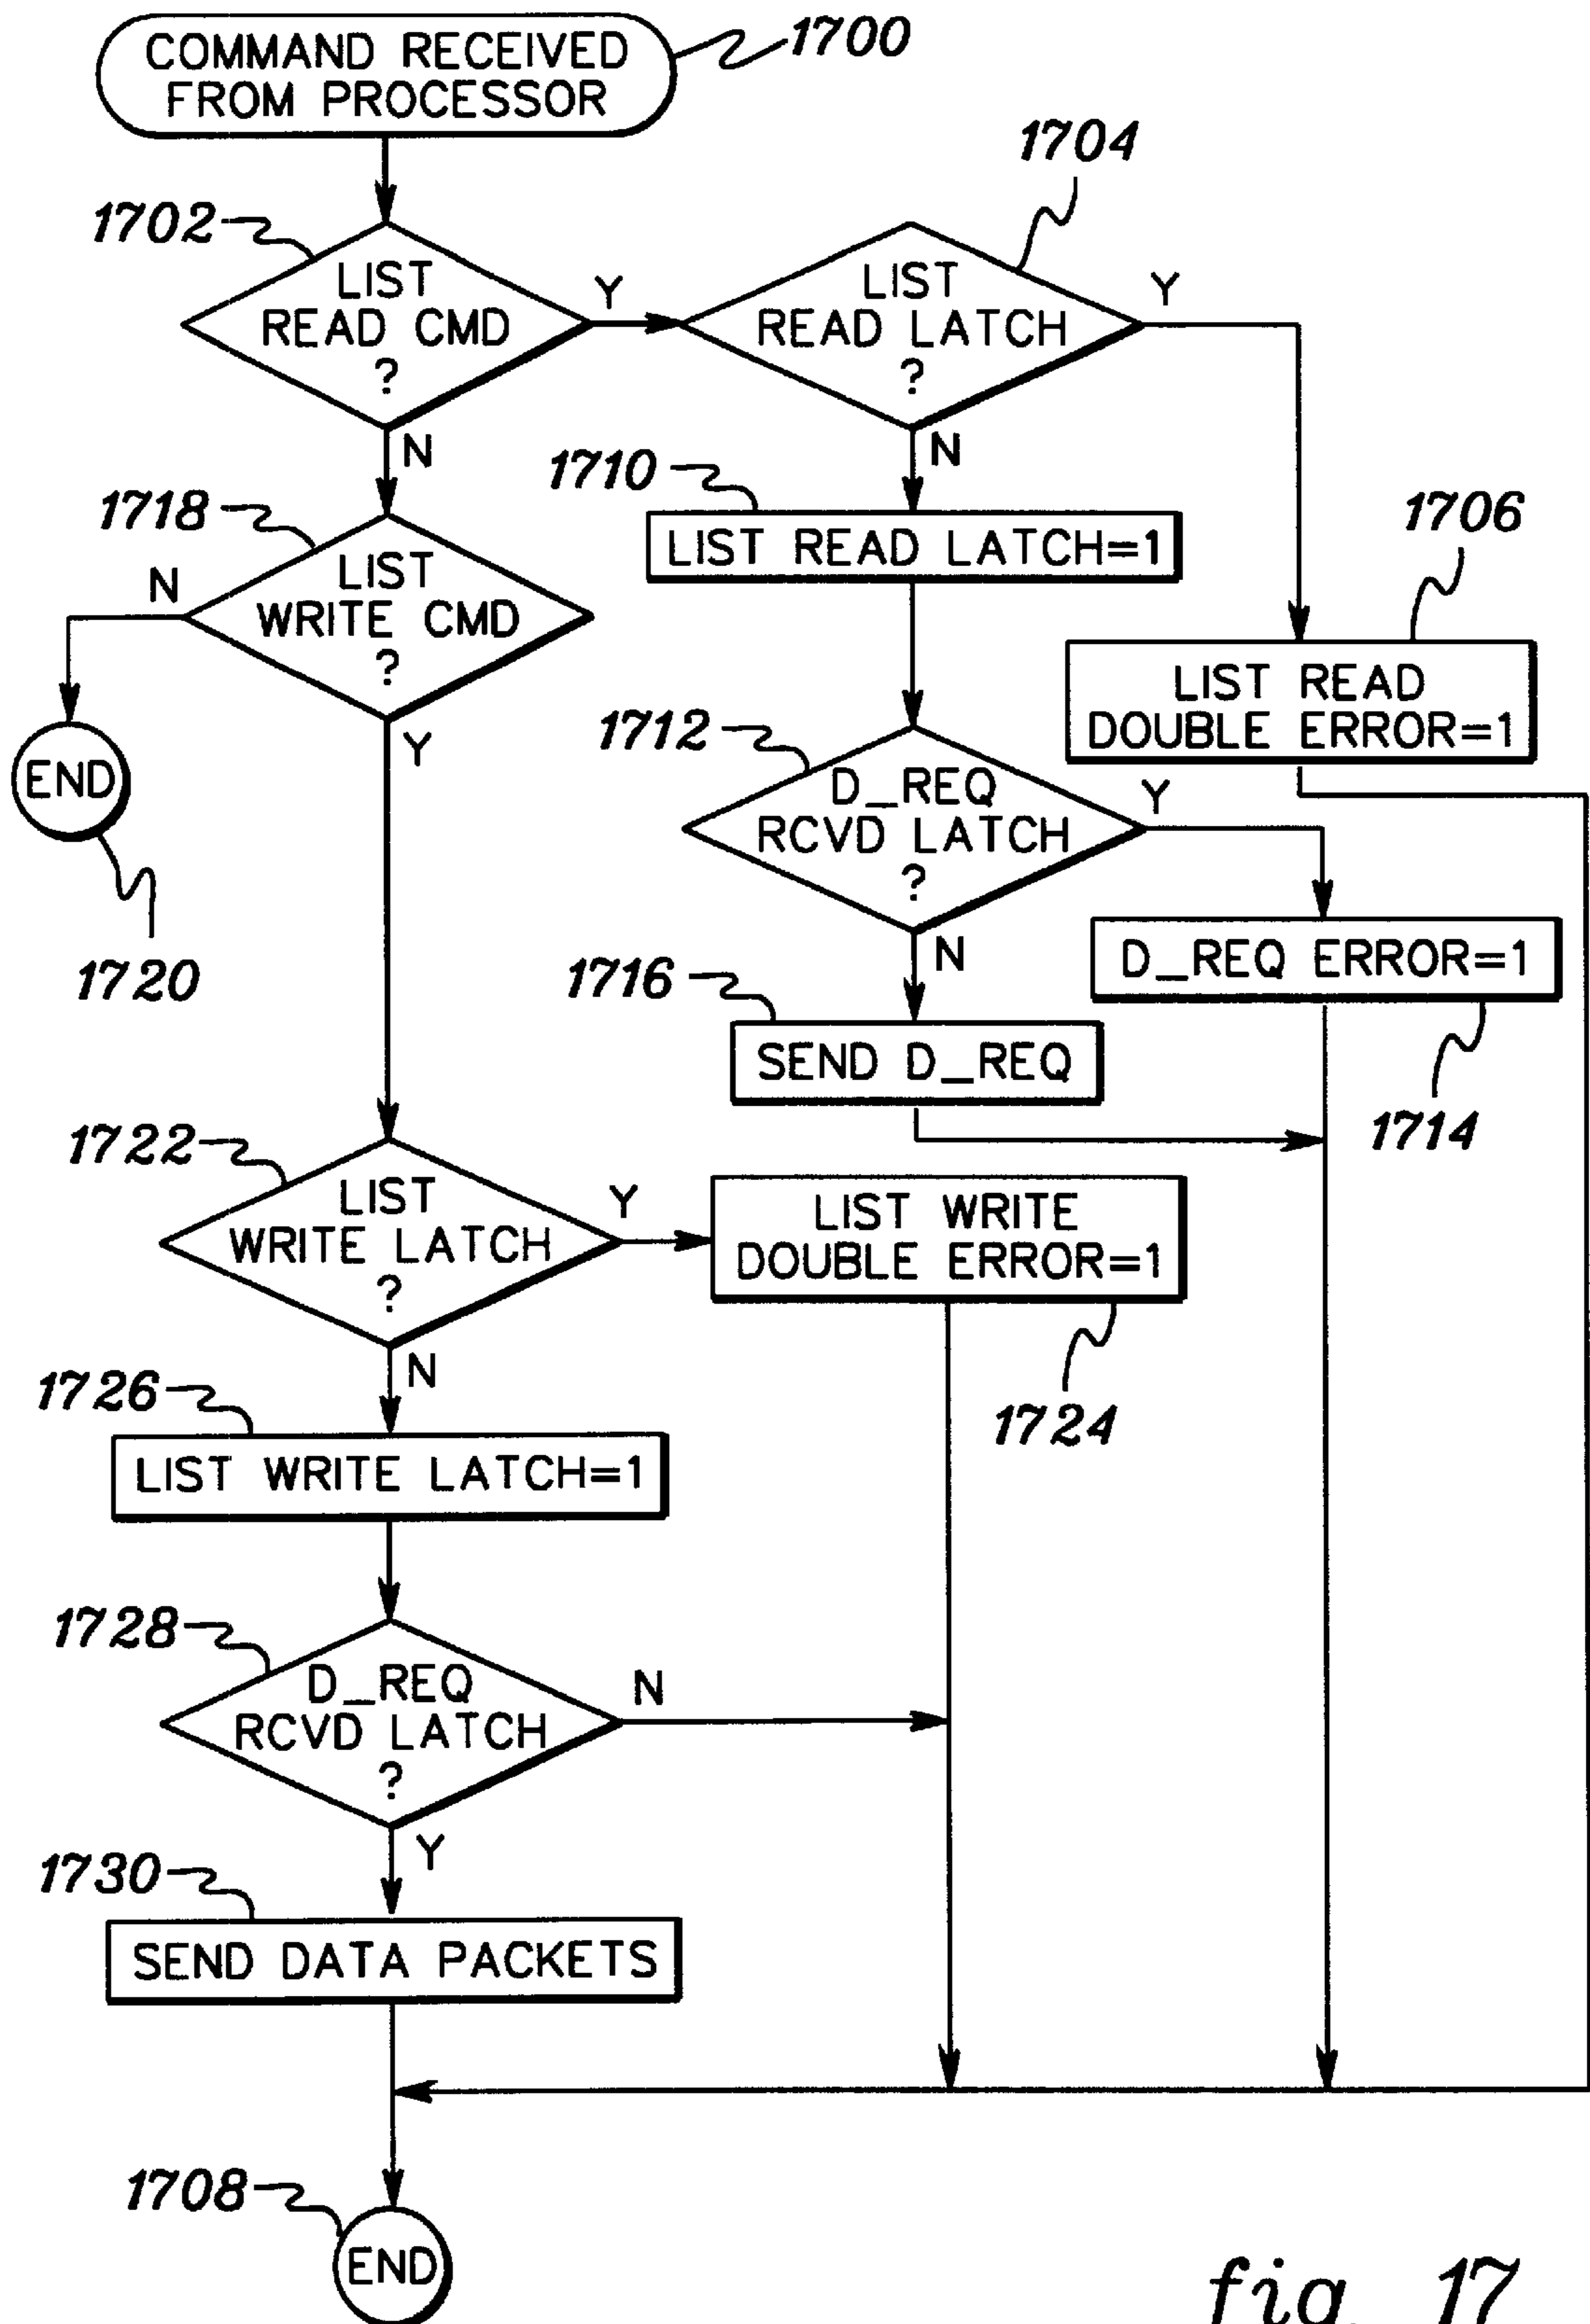 COMMAND RECEIVED
FROM PROCESSOR
1700
1704
1702
LIST
READ CMD
?
Y
LIST
READ LATCH
?
Y
N
N
1710
1718
1706
LIST READ LATCH=1
LIST
WRITE CMD
?
N
Y
LIST READ
DOUBLE ERROR=1
END
1712
D_REQ
RCVD LATCH
?
Y
N
1720
1716
D_REQ ERROR=1
SEND D_REQ
1714
1722
LIST
WRITE LATCH
?
Y
LIST WRITE
DOUBLE ERROR=1
N
1726
1724
LIST WRITE LATCH=1
1728
D_REQ
RCVD LATCH
?
N
Y
1730
SEND DATA PACKETS
1708
END
fig. 17